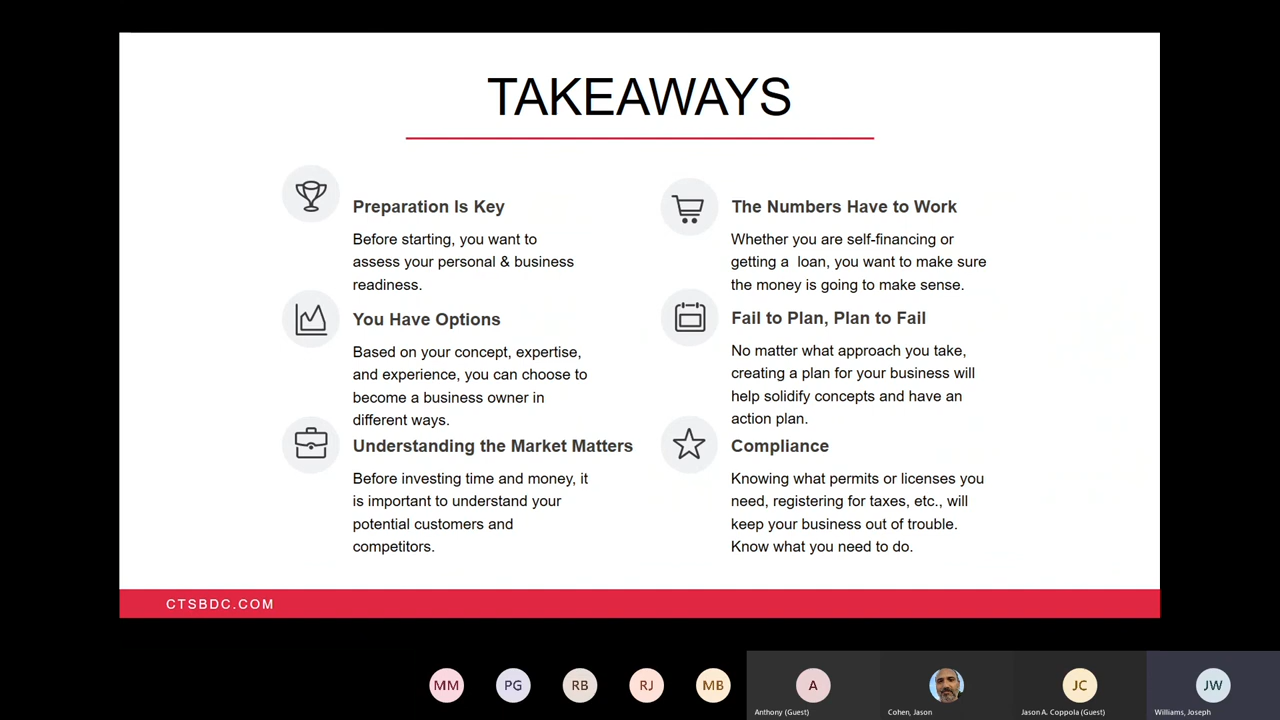 TAKEAWAYS
Preparation Is Key
Before starting, you want to
assess your personal & business
readiness.
You Have Options
Based on your concept, expertise,
and experience, you can choose to
become a business owner in
different ways.
Understanding the Market Matters
Before investing time and money, it
is important to understand your
potential customers and
competitors.
The Numbers Have to Work
Whether you are self-financing or
getting a  loan, you want to make sure
the money is going to make sense.
Fail to Plan, Plan to Fail
No matter what approach you take,
creating a plan for your business will
help solidify concepts and have an
action plan.
Compliance
Knowing what permits or licenses you
need, registering for taxes, etc., will
keep your business out of trouble.
Know what you need to do.
CTSBDC.COM
MM
PG
RB
RJ
MB
A
Anthony (Guest)
Cohen, Jason
JC
Jason A. Coppola (Guest)
JW
Williams, Joseph